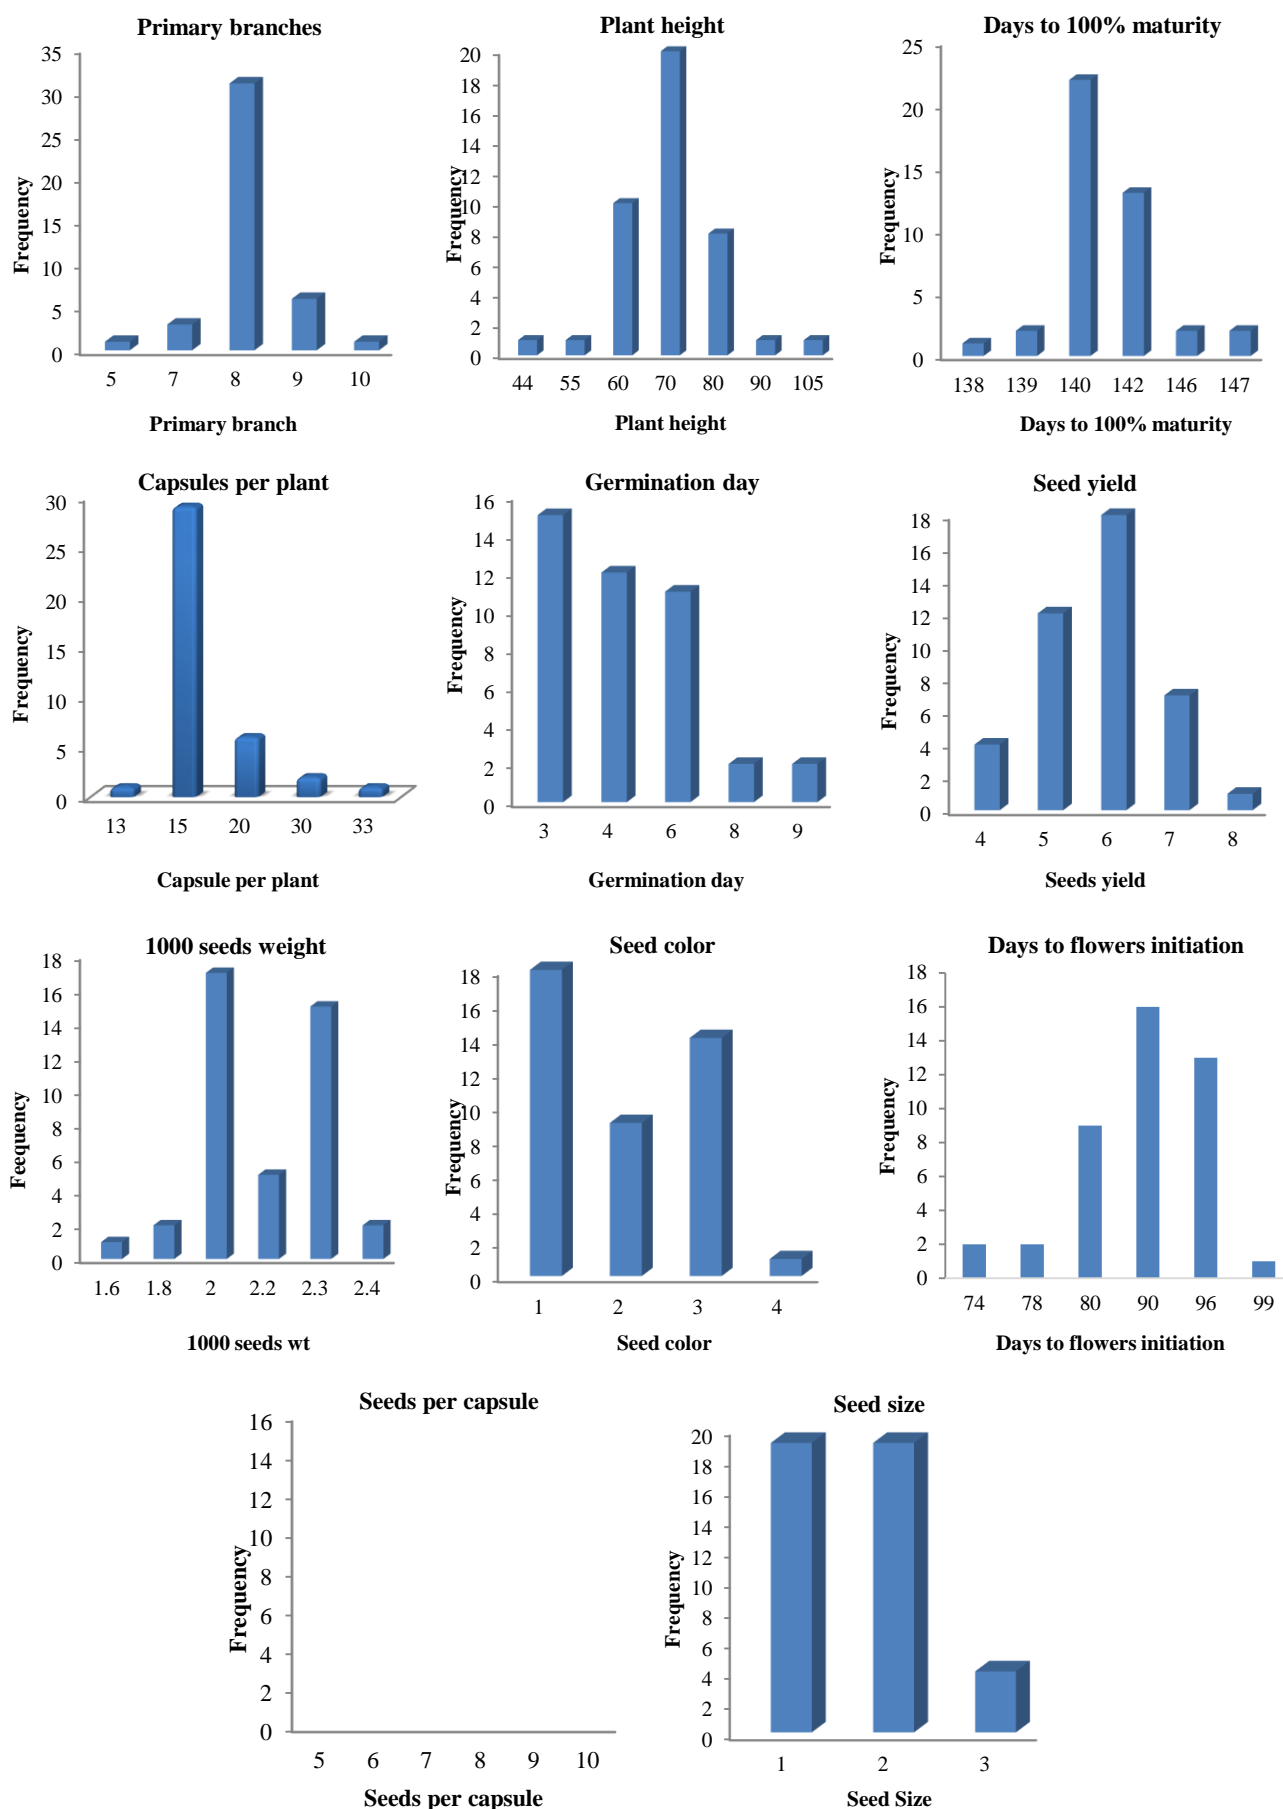 Primary branches
35
30
25
20
15
10
5
0
Frequency
5 7 8 9 10
Primary branch
Plant height
20
18
16
14
12
10
8
6
4
2
0
Frequency
44 55 60 70 80 90 105
Plant height
Days to 100% maturity
25
20
15
10
5
0
Frequency
138 139 140 142 146 147
Days to 100% maturity
Capsules per plant
30
25
20
15
10
5
0
Frequency
13 15 20 30 33
Capsule per plant
Germination day
16
14
12
10
8
6
4
2
0
Frequency
3 4 6 8 9
Germination day
Seed yield
18
16
14
12
10
8
6
4
2
0
Frequency
4 5 6 7 8
Seeds yield
1000 seeds weight
18
16
14
12
10
8
6
4
2
0
Feequency
1.6 1.8 2 2.2 2.3 2.4
1000 seeds wt
Seed color
18
16
14
12
10
8
6
4
2
0
Frequency
1 2 3 4
Seed color
Days to flowers initiation
18
16
14
12
10
8
6
4
2
0
Frequency
74 78 80 90 96 99
Days to flowers initiation
Seeds per capsule
16
14
12
10
8
6
4
2
0
Frequency
5 6 7 8 9 10
Seeds per capsule
Seed size
20
18
16
14
12
10
8
6
4
2
0
Frequency
1 2 3
Seed Size